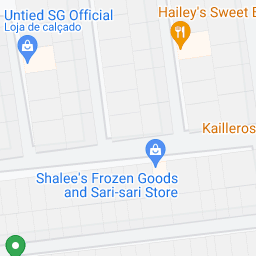 Untied SG Official
Loja de calçado
Hailey's Sweet
Kailleros
Shalee's Frozen Goods
and Sari-sari Store